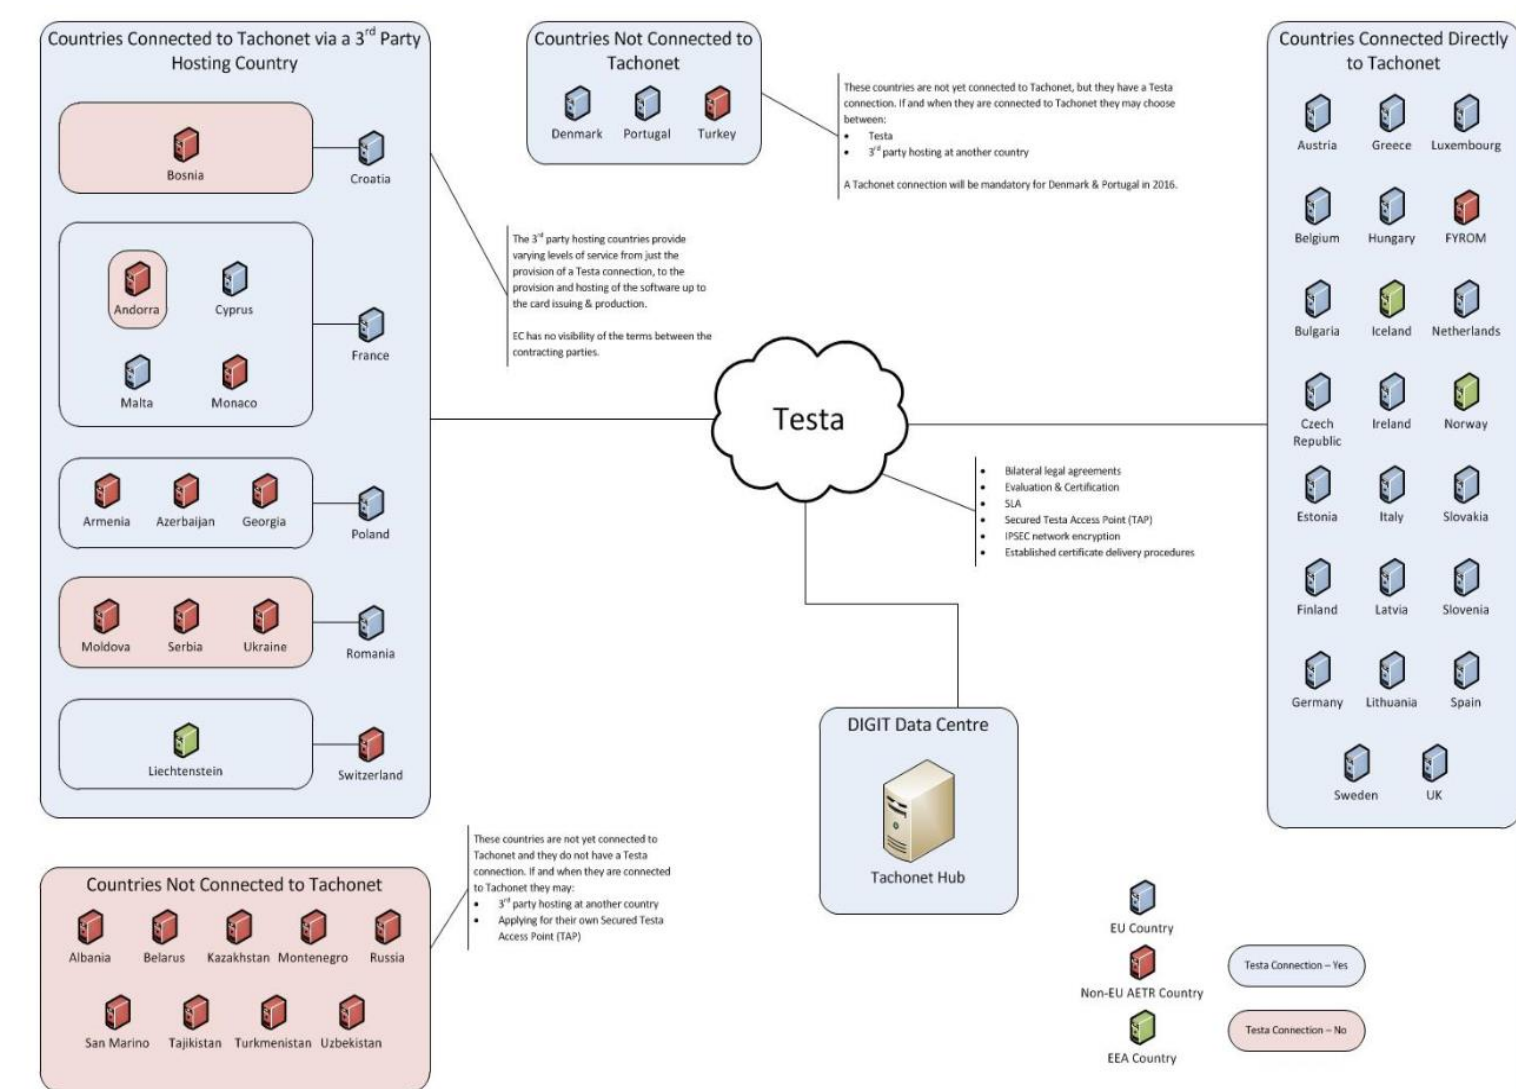 Countries Connected to Tachonet via a 3rd Party
Hosting Country
Bosnia
Croatia
Andorra
Cyprus
Malta
Monaco
France
Armenia
Azerbaijan
Georgia
Poland
Moldova
Serbia
Ukraine
Romania
Liechtenstein
Switzerland
Countries Not Connected to
Tachonet
Denmark
Portugal
Turkey
These countries are not yet connected to Tachonet, but they have a Testa
connection. If and when they are connected to Tachonet they may choose
between:
• Testa
• 3rd party hosting at another country
A Tachonet connection will be mandatory for Denmark & Portugal in 2016.
The 3rd party hosting countries provide
varying levels of service from just the
provision of a Testa connection, to the
provision and hosting of the software up to
the card issuing & production.
EC has no visibility of the terms between the
contracting parties.
Testa
• Bilateral legal agreements
• Evaluation & Certification
• SLA
• Secured Testa Access Point (TAP)
• IPSEC network encryption
• Established certificate delivery procedures
Countries Connected Directly
to Tachonet
Austria
Greece
Luxembourg
Belgium
Hungary
FYROM
Bulgaria
Iceland
Netherlands
Czech
Republic
Ireland
Norway
Estonia
Italy
Slovakia
Finland
Latvia
Slovenia
Germany
Lithuania
Spain
Sweden
UK
DIGIT Data Centre
Tachonet Hub
Countries Not Connected to Tachonet
Albania
Belarus
Kazakhstan
Montenegro
Russia
San Marino
Tajikistan
Turkmenistan
Uzbekistan
These countries are not yet connected to
Tachonet and they do not have a Testa
connection. If and when they are connected
to Tachonet they may:
• 3rd party hosting at another country
• Applying for their own Secured Testa
Access Point (TAP)
EU Country
Non-EU AETR Country
EEA Country
Testa Connection – Yes
Testa Connection – No